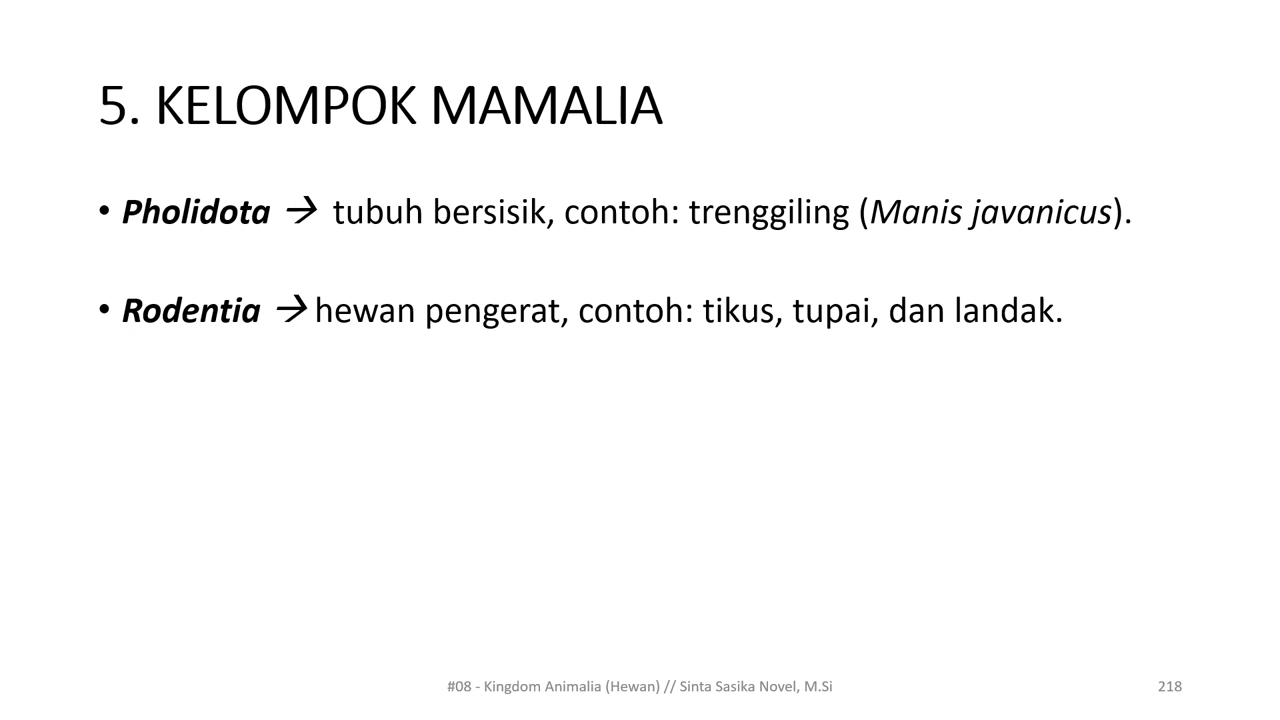 5. KELOMPOK MAMALIA
• Pholidota → tubuh bersisik, contoh: trenggiling (Manis javanicus).
• Rodentia → hewan pengerat, contoh: tikus, tupai, dan landak.
#08 - Kingdom Animalia (Hewan) // Sinta Sasika Novel, M.Si
218